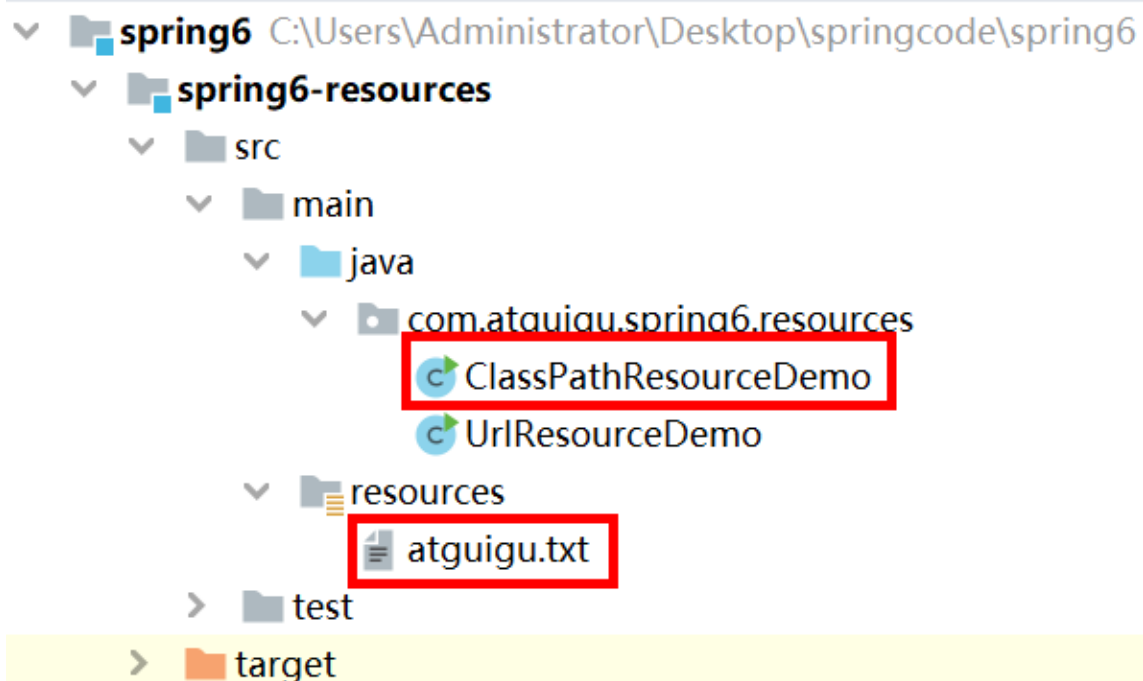 spring6 C:\Users\Administrator\Desktop\springcode\spring6
spring6-resources
src
main
java
com.atguigu.spring6.resources
C ClassPathResourceDemo
C UrlResourceDemo
resources
atguigu.txt
test
target